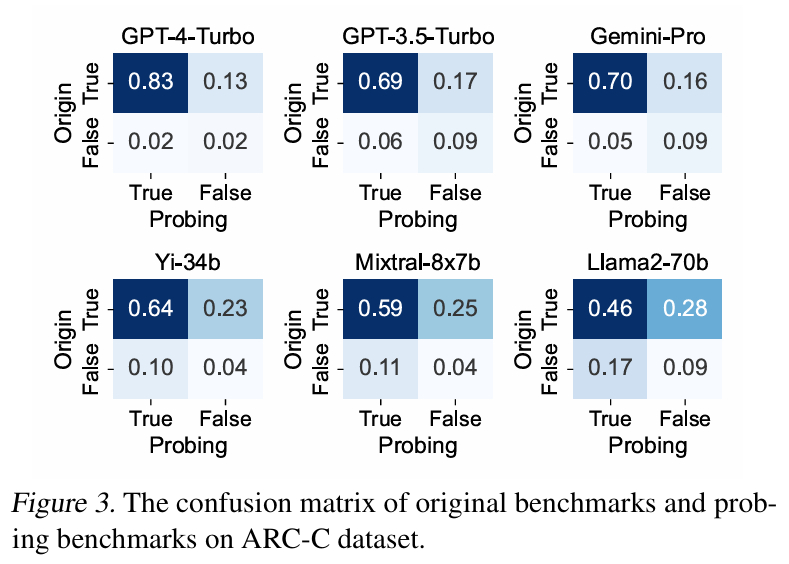 GPT-4-Turbo GPT-3.5-Turbo Gemini-Pro
Origin True 0.83 0.13 Origin True 0.69 0.17 Origin True 0.70 0.16
False 0.02 0.02 False 0.06 0.09 False 0.05 0.09
True False True False True False
Probing Probing Probing
Yi-34b Mixtral-8x7b Llama2-70b
Origin True 0.64 0.23 Origin True 0.59 0.25 Origin True 0.46 0.28
False 0.10 0.04 False 0.11 0.04 False 0.17 0.09
True False True False True False
Probing Probing Probing
Figure 3. The confusion matrix of original benchmarks and prob-
ing benchmarks on ARC-C dataset.